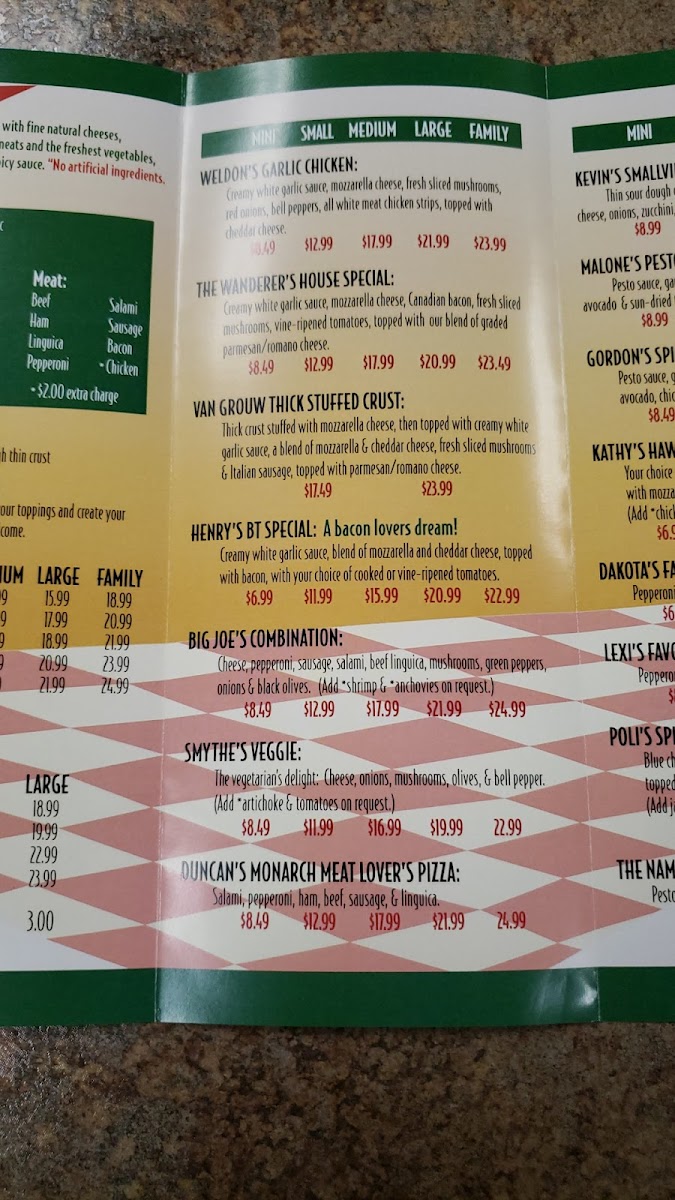 with fine natural cheeses,
meats and the freshest vegetables,
icy sauce. "No artificial ingredients.
Meat:
Beef
Ham
Linguica
Pepperoni
Salami
Sausage
Bacon
- Chicken
- $2.00 extra charge
thin crust
our toppings and create your
come.
LARGE FAMILY
15.99 18.99
17.99 20.99
18.99 21.99
20.99 23.99
21.99 24.99
LARGE
18.99
19.99
22.99
23.99
3.00
MINI SMALL MEDIUM LARGE FAMILY
WELDON'S GARLIC CHICKEN:
Creamy white garlic sauce, mozzarella cheese, fresh sliced mushrooms,
red onions, bell peppers, all white meat chicken strips, topped with
cheddar cheese.
$8.49 $12.99 $17.99 $21.99 $23.99
THE WANDERER'S HOUSE SPECIAL:
Creamy white garlic sauce, mozzarella cheese, Canadian bacon, fresh sliced
mushrooms, vine-ripened tomatoes, topped with our blend of graded
parmesan/romano cheese.
$8.49 $12.99 $17.99 $20.99 $23.49
VAN GROUW THICK STUFFED CRUST:
Thick crust stuffed with mozzarella cheese, then topped with creamy white
garlic sauce, a blend of mozzarella & cheddar cheese, fresh sliced mushrooms
& Italian sausage, topped with parmesan/romano cheese.
$17.49 $23.99
HENRY'S BT SPECIAL: A bacon lovers dream!
Creamy white garlic sauce, blend of mozzarella and cheddar cheese, topped
with bacon, with your choice of cooked or vine-ripened tomatoes.
$6.99 $11.99 $15.99 $20.99 $22.99
BIG JOE'S COMBINATION:
Cheese, pepperoni, sausage, salami, beef linguica, mushrooms, green peppers,
onions & black olives. (Add *shrimp & *anchovies on request.)
$8.49 $12.99 $17.99 $21.99 $24.99
SMYTHE'S VEGGIE:
The vegetarian's delight: Cheese, onions, mushrooms, olives, & bell pepper.
(Add *artichoke & tomatoes on request.)
$8.49 $11.99 $16.99 $19.99 22.99
DUNCAN'S MONARCH MEAT LOVER'S PIZZA:
Salami, pepperoni, ham, beef, sausage, & linguica.
$8.49 $12.99 $17.99 $21.99 24.99
MINI
KEVIN'S SMALLVI
Thin sour dough
cheese, onions, zucchini,
$8.99
MALONE'S PEST
Pesto sauce, ga
avocado & sun-dried
$8.99
GORDON'S SPI
Pesto sauce, g
avocado, chic
$8.49
KATHY'S HAW
Your choice
with mozza
(Add *chick
$6.9
DAKOTA'S FA
Pepperoni
$6
LEXI'S FAVO
Pepperon
POLI'S SPE
Blue ch
topped
(Add j
THE NAM
Pesto